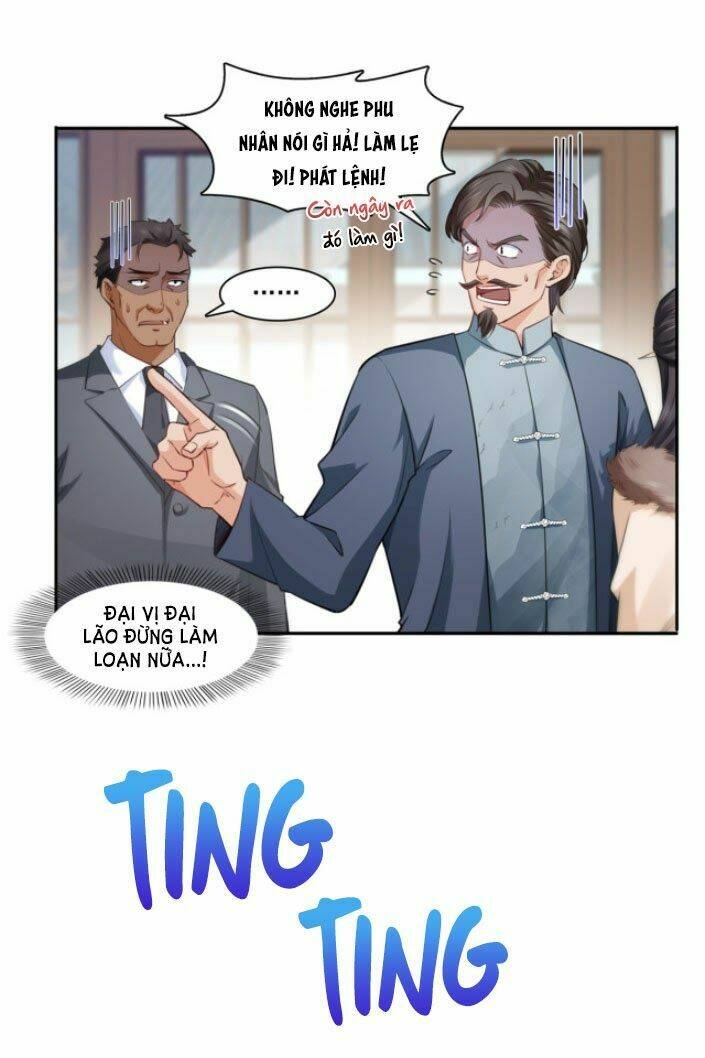 KHÔNG NGHE PHU
NHÂN NÓI GÌ HẢ! LÀM LẸ
ĐI! PHÁT LỆNH!
Còn ngây ra
đó làm gì!
......
ĐẠI VỊ ĐẠI
LÃO ĐỪNG LÀM
LOẠN NỮA...!
TING
TING